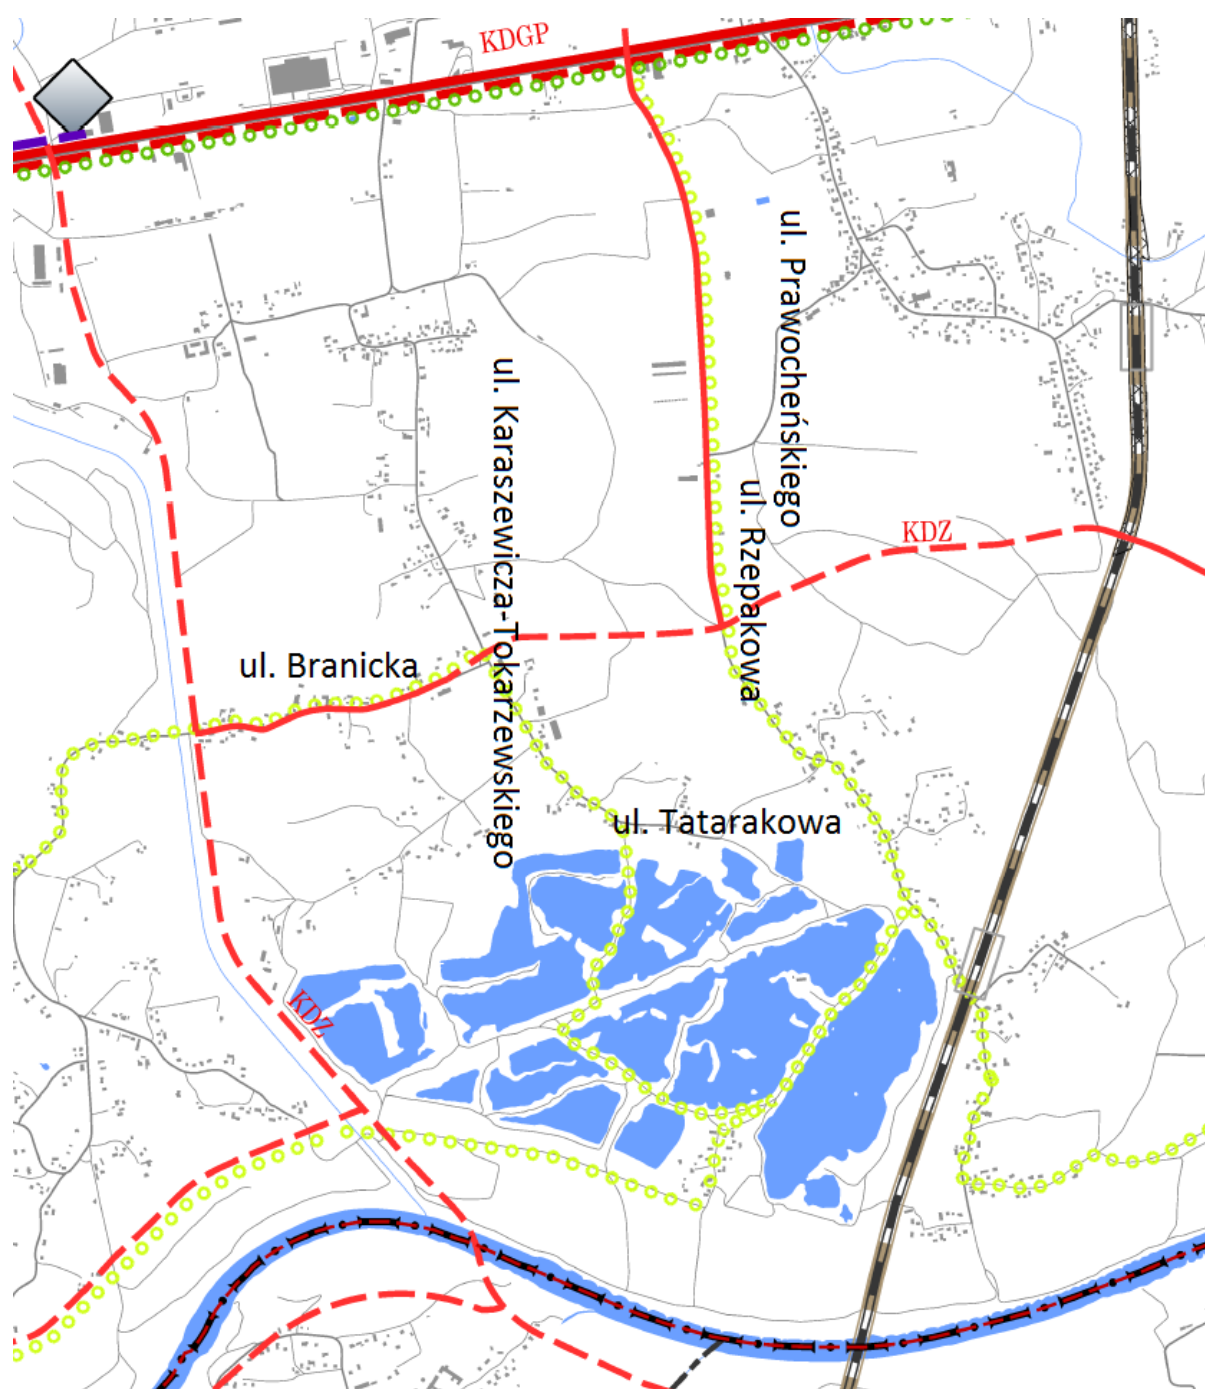 KDGP
ul. Prawocheńskiego
ul. Karaszewicza-Tokarzewskiego
ul. Rzepakowa
KDZ
ul. Branicka
ul. Tatarakowa
KDZ